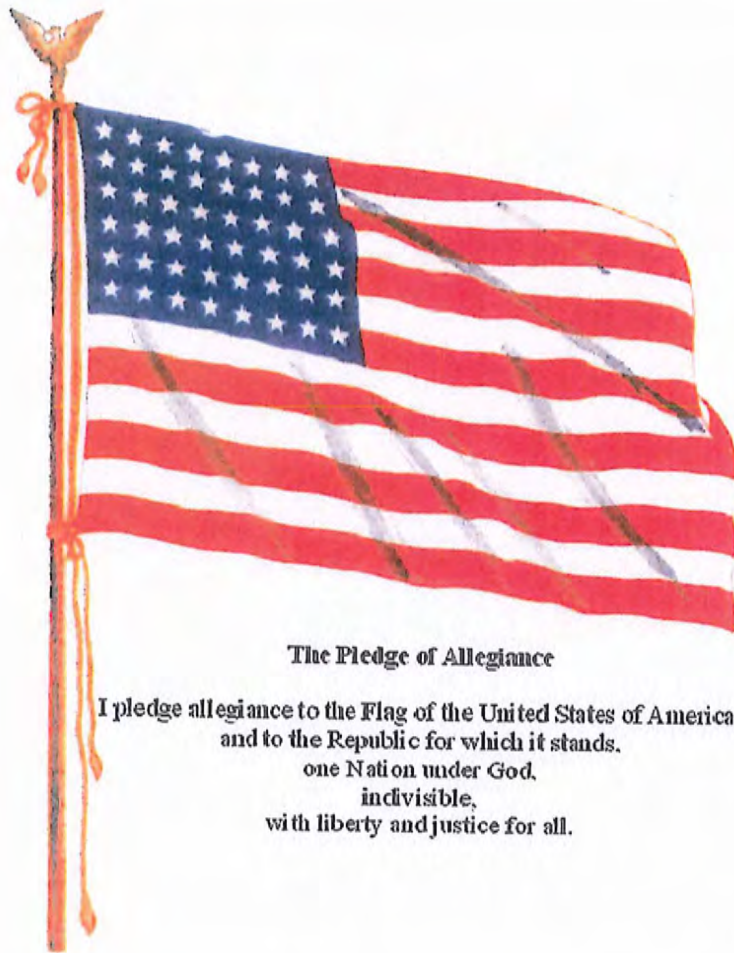 The Pledge of Allegiance
I pledge allegiance to the Flag of the United States of America
and to the Republic for which it stands.
one Nation under God,
indivisible,
with liberty and justice for all.